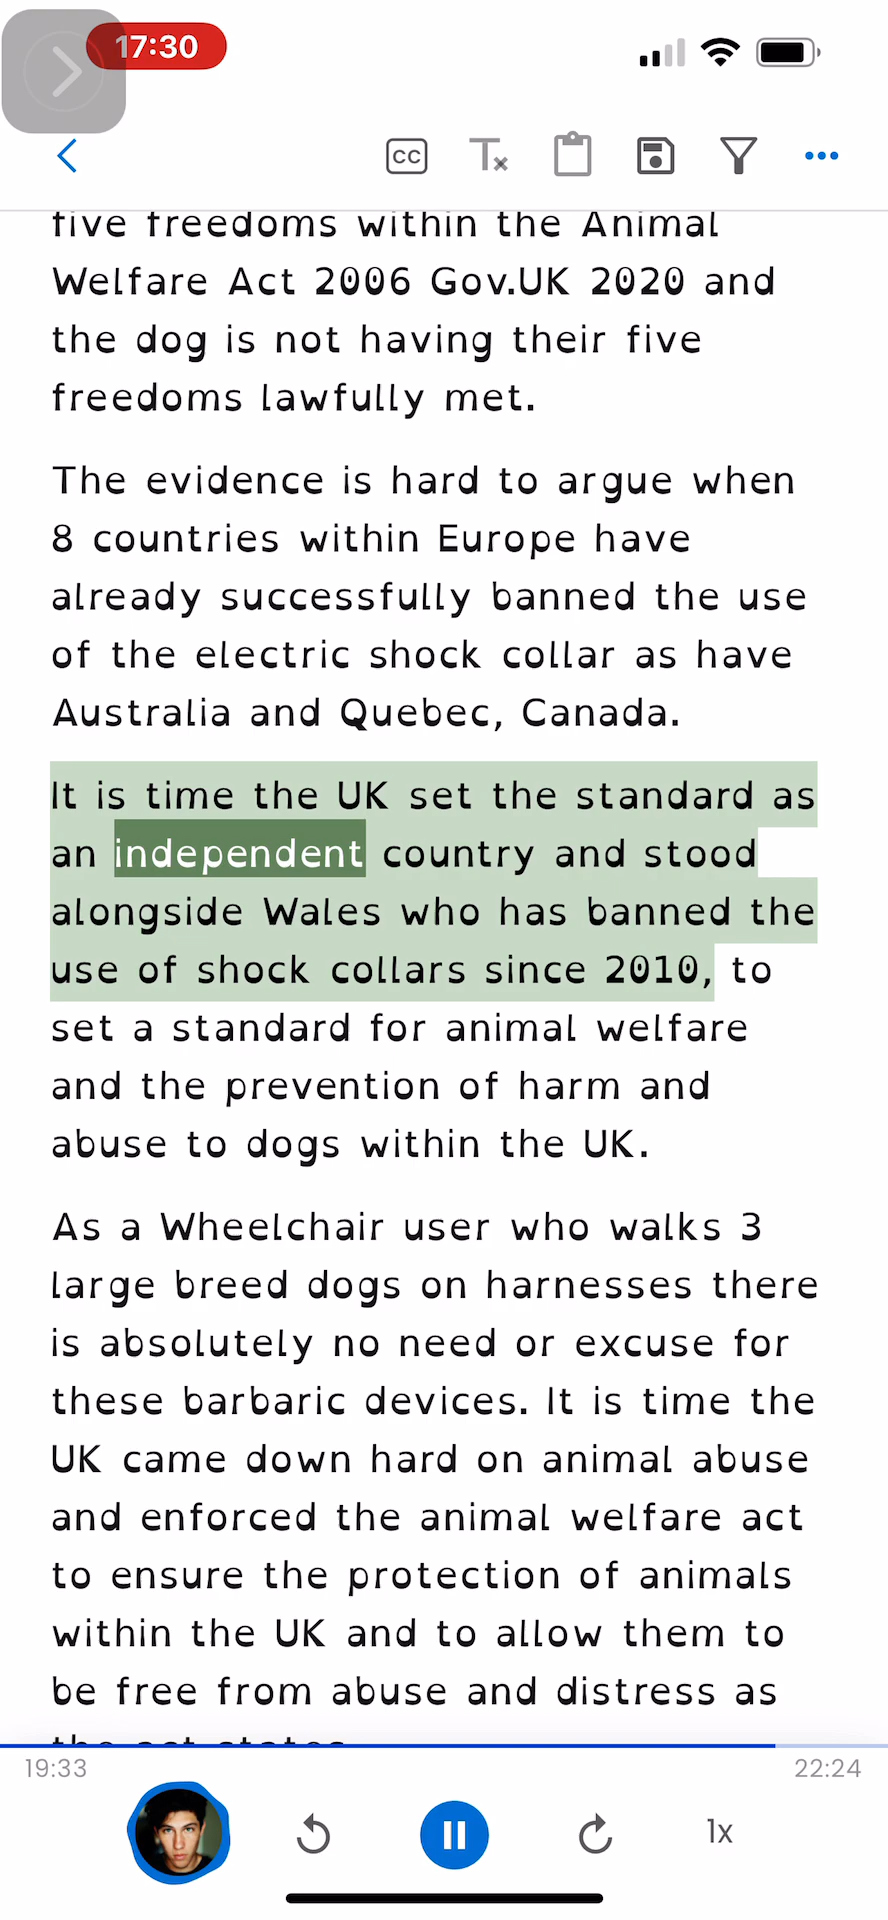 17:30
CC
five freedoms within the Animal
Welfare Act 2006 Gov.UK 2020 and
the dog is not having their five
freedoms lawfully met.
The evidence is hard to argue when
8 countries within Europe have
already successfully banned the use
of the electric shock collar as have
Australia and Quebec, Canada.
It is time the UK set the standard as
an independent country and stood
alongside Wales who has banned the
use of shock collars since 2010, to
set a standard for animal welfare
and the prevention of harm and
abuse to dogs within the UK.
As a Wheelchair user who walks 3
large breed dogs on harnesses there
is absolutely no need or excuse for
these barbaric devices. It is time the
UK came down hard on animal abuse
and enforced the animal welfare act
to ensure the protection of animals
within the UK and to allow them to
be free from abuse and distress as
the act states
19:33
22:24
1x